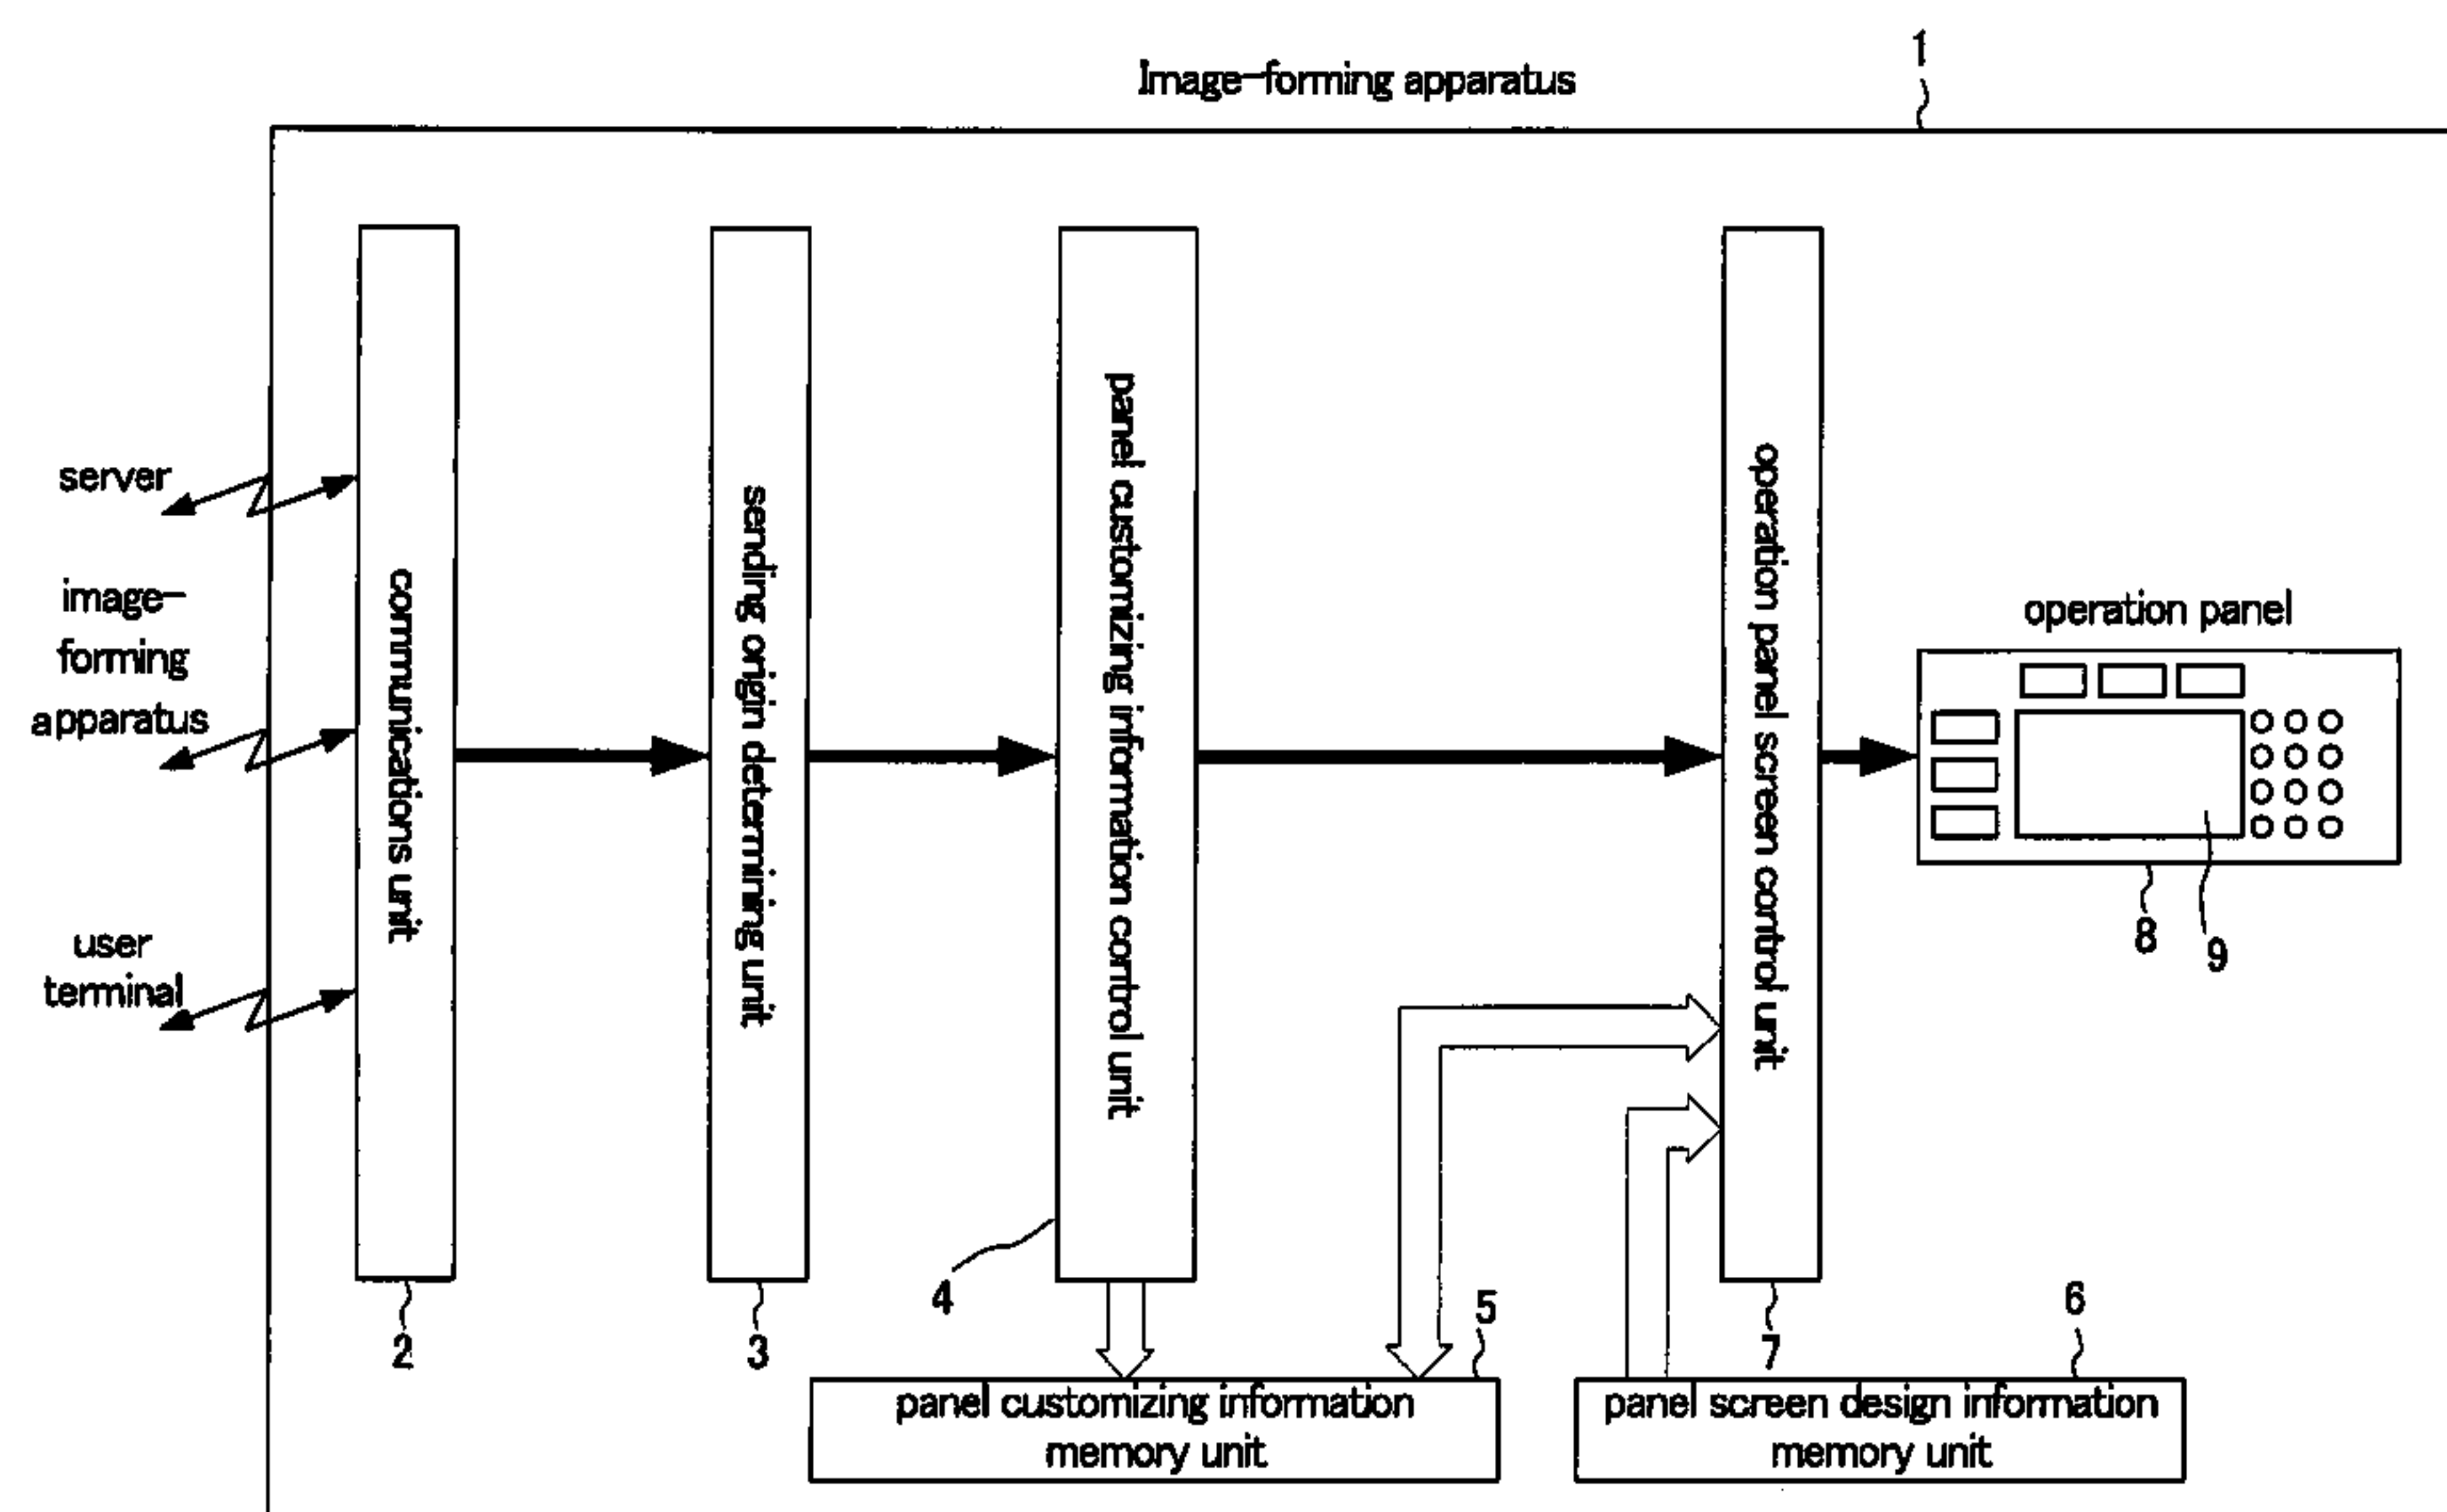 1
Image-forming apparatus
server
image-
forming
apparatus
user
terminal
communications unit
sending origin determining unit
panel customizing information control unit
operation panel screen control unit
operation panel
8
9
4
2
3
5
7
6
panel customizing information
memory unit
panel screen design information
memory unit